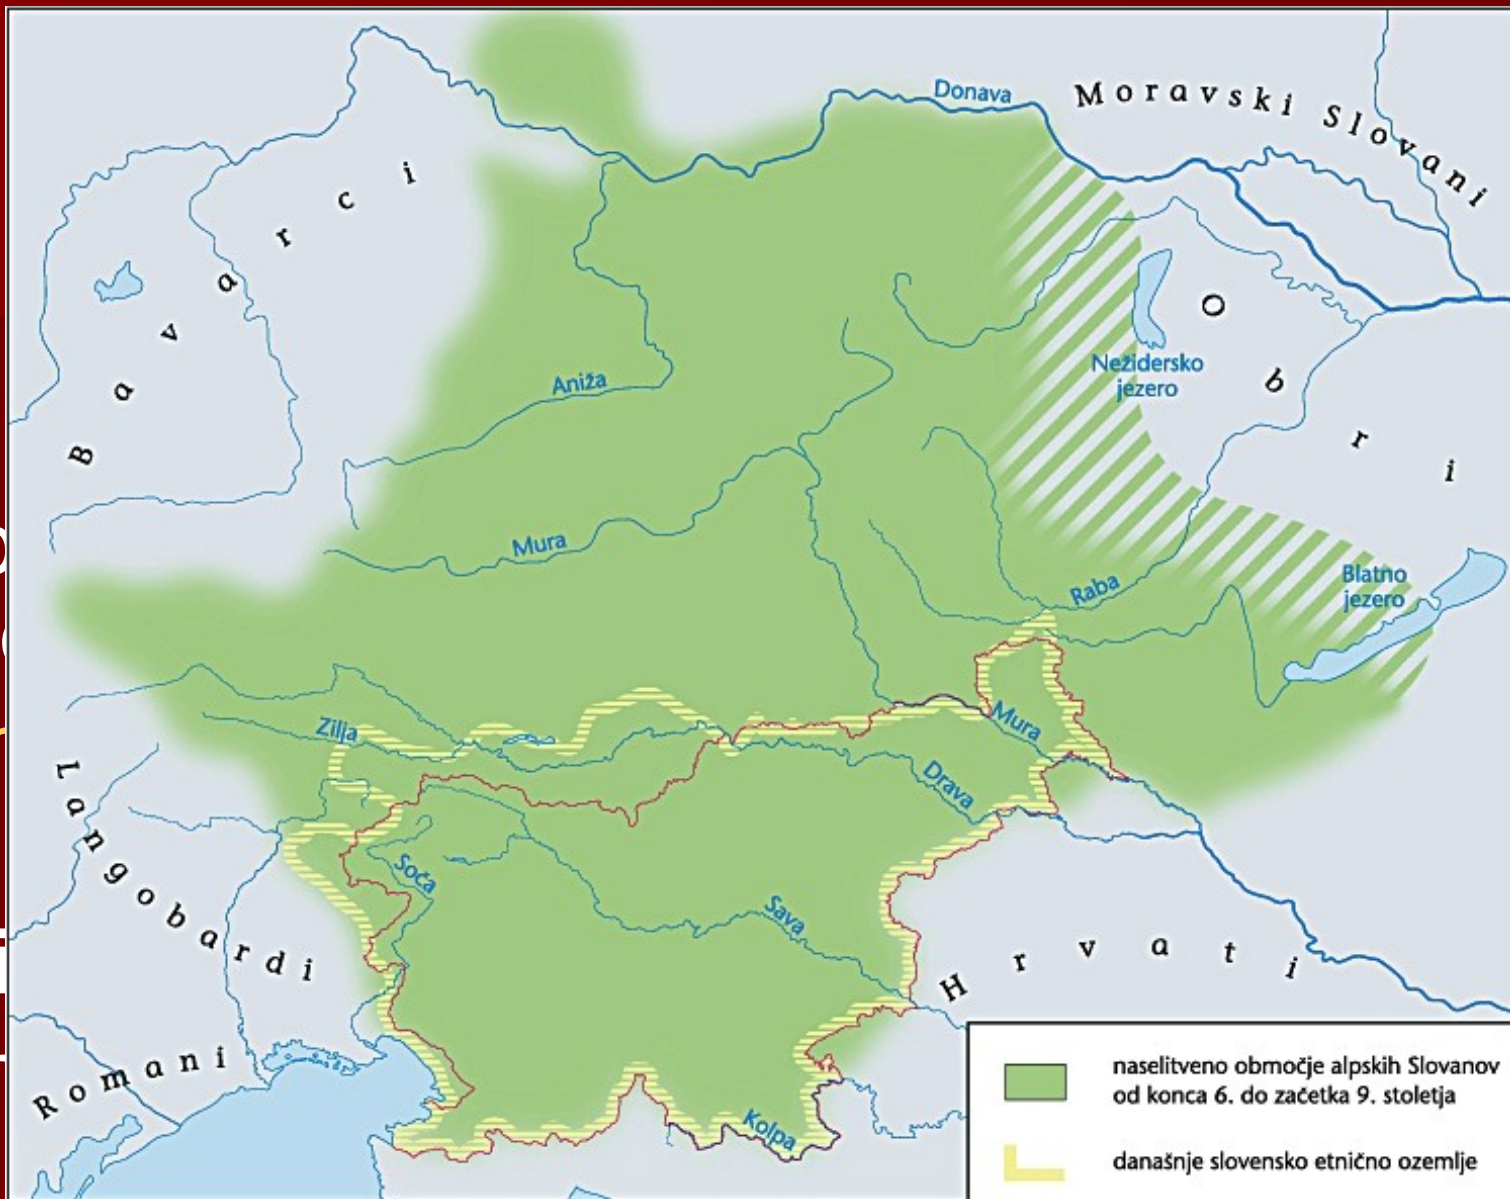 Donava
Moravski Slovani
Bavarci
Obri
Nežidersko
jezero
Aniža
Mura
Raba
Blatno
jezero
Zilja
Mura
Drava
Langobardi
Soča
Sava
Hrvati
Romani
Kolpa
naselitveno območje alpskih Slovanov
od konca 6. do začetka 9. stoletja
današnje slovensko etnično ozemlje